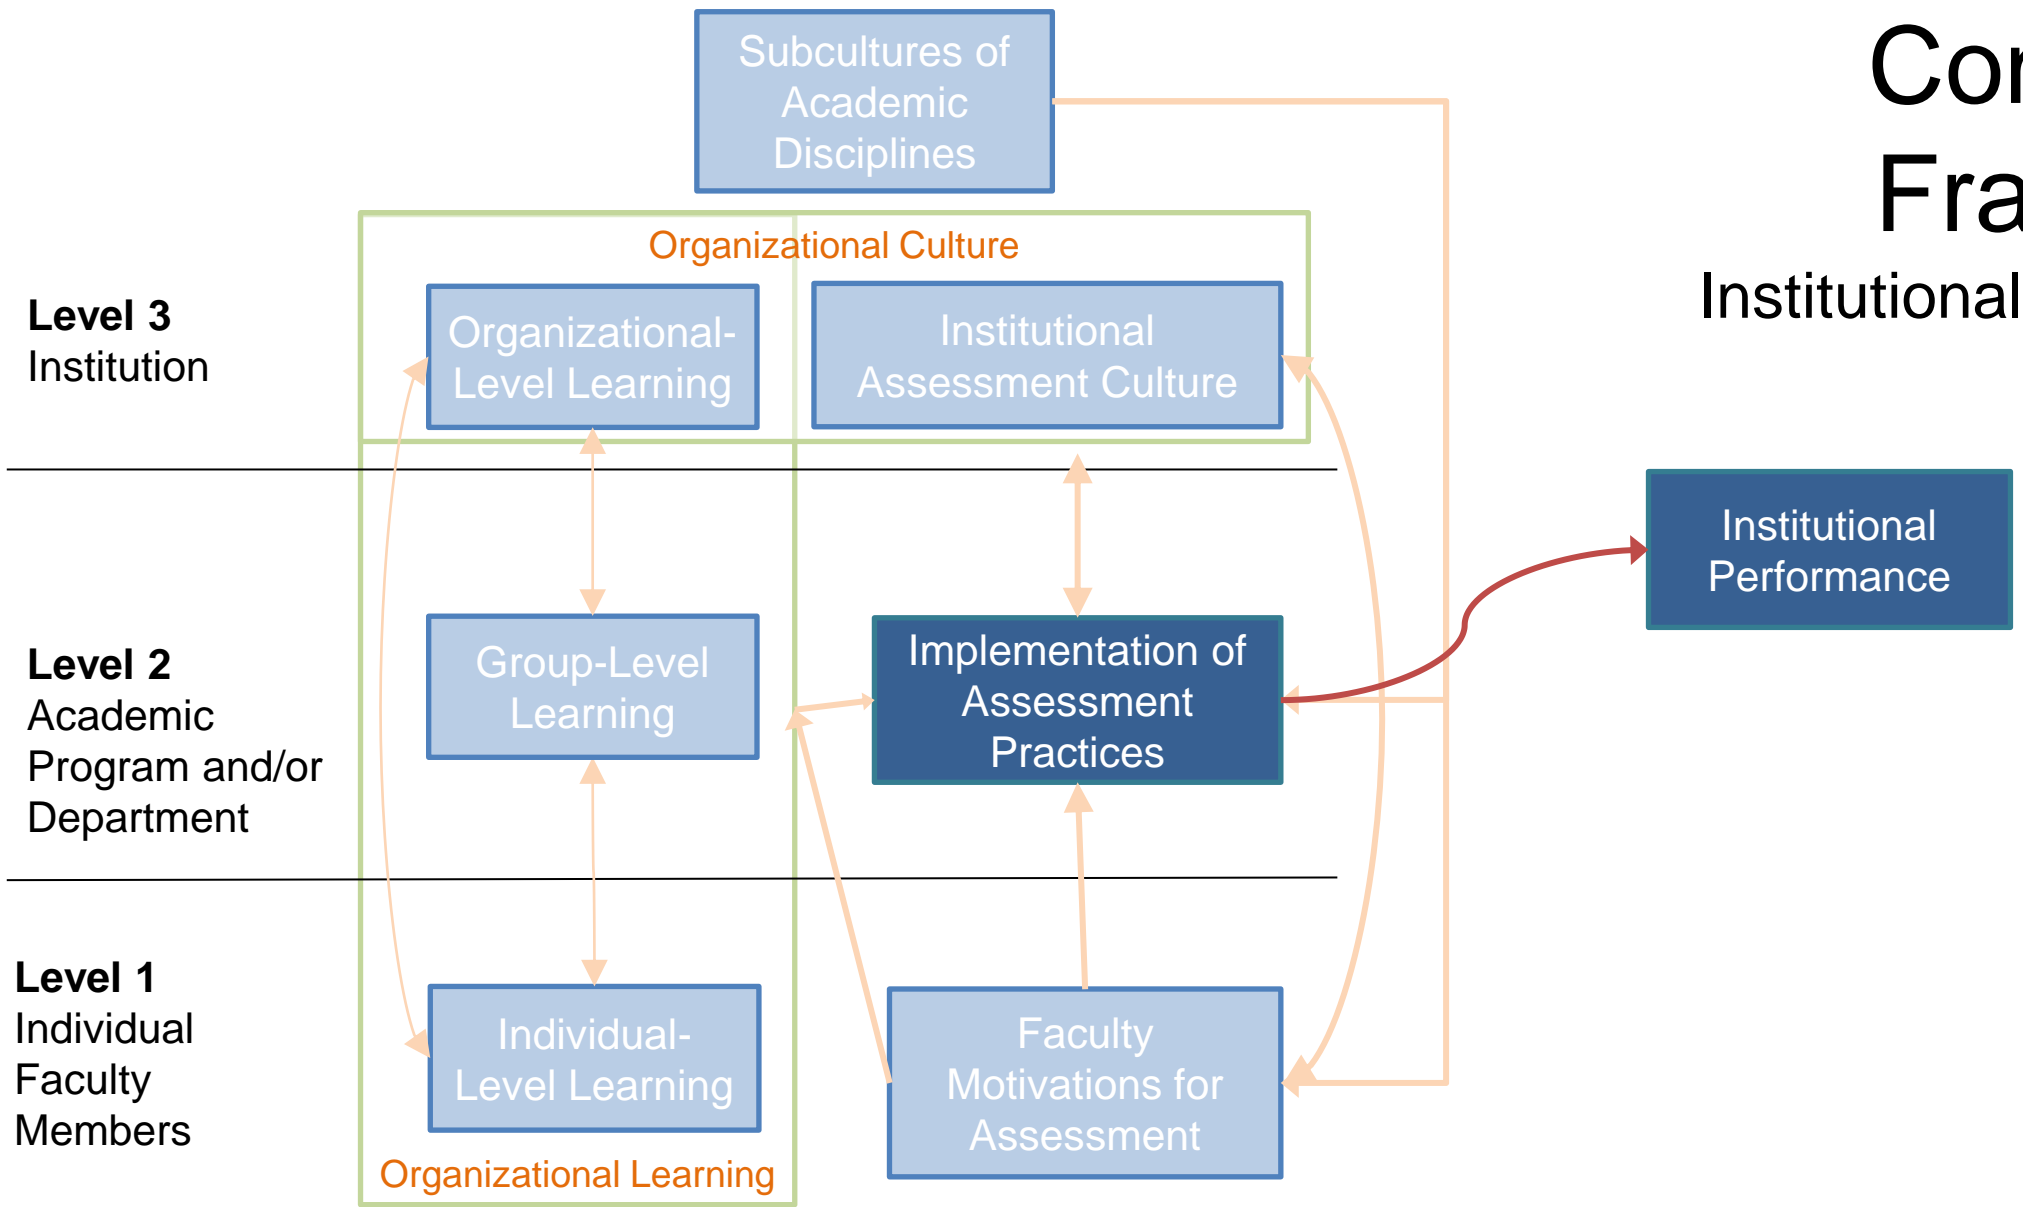 Subcultures of
Academic
Disciplines
Institutional
Organizational Culture
Level 3
Institution
Organizational-
Level Learning
Institutional
Assessment Culture
Institutional
Performance
Level 2
Academic
Program and/or
Department
Group-Level
Learning
Implementation of
Assessment
Practices
Level 1
Individual
Faculty
Members
Individual-
Level Learning
Faculty
Motivations for
Assessment
Organizational Learning